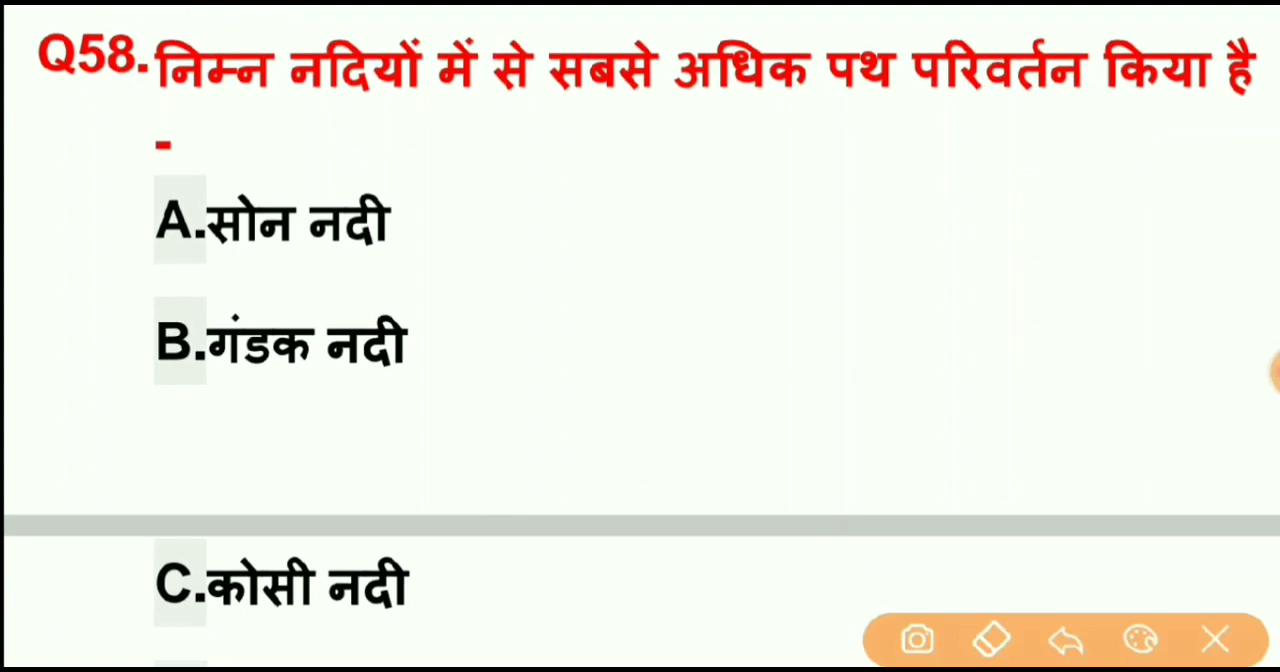 Q58.निम्न नदियों में से सबसे अधिक पथ परिवर्तन किया है
-
A.सोन नदी
B.गंडक नदी
C.कोसी नदी